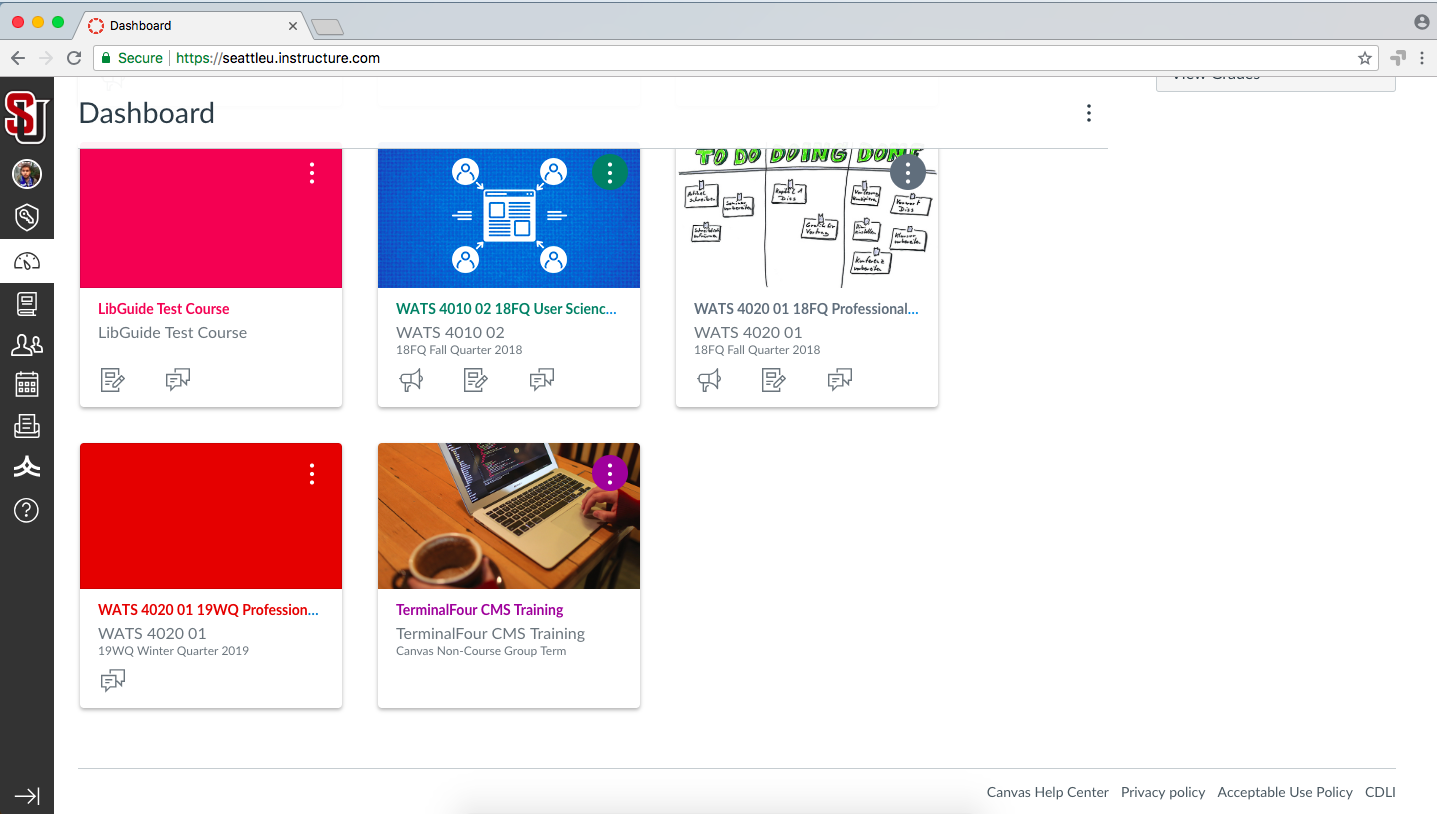 Dashboard
Secure https://seattleu.instructure.com
View Grades
SU
Dashboard
TO DO DOING DONE
LibGuide Test Course
LibGuide Test Course
WATS 4010 02 18FQ User Scienc...
WATS 4010 02
18FQ Fall Quarter 2018
WATS 4020 01 18FQ Professional...
WATS 4020 01
18FQ Fall Quarter 2018
WATS 4020 01 19WQ Profession...
WATS 4020 01
19WQ Winter Quarter 2019
TerminalFour CMS Training
TerminalFour CMS Training
Canvas Non-Course Group Term
Canvas Help Center Privacy policy Acceptable Use Policy CDLI